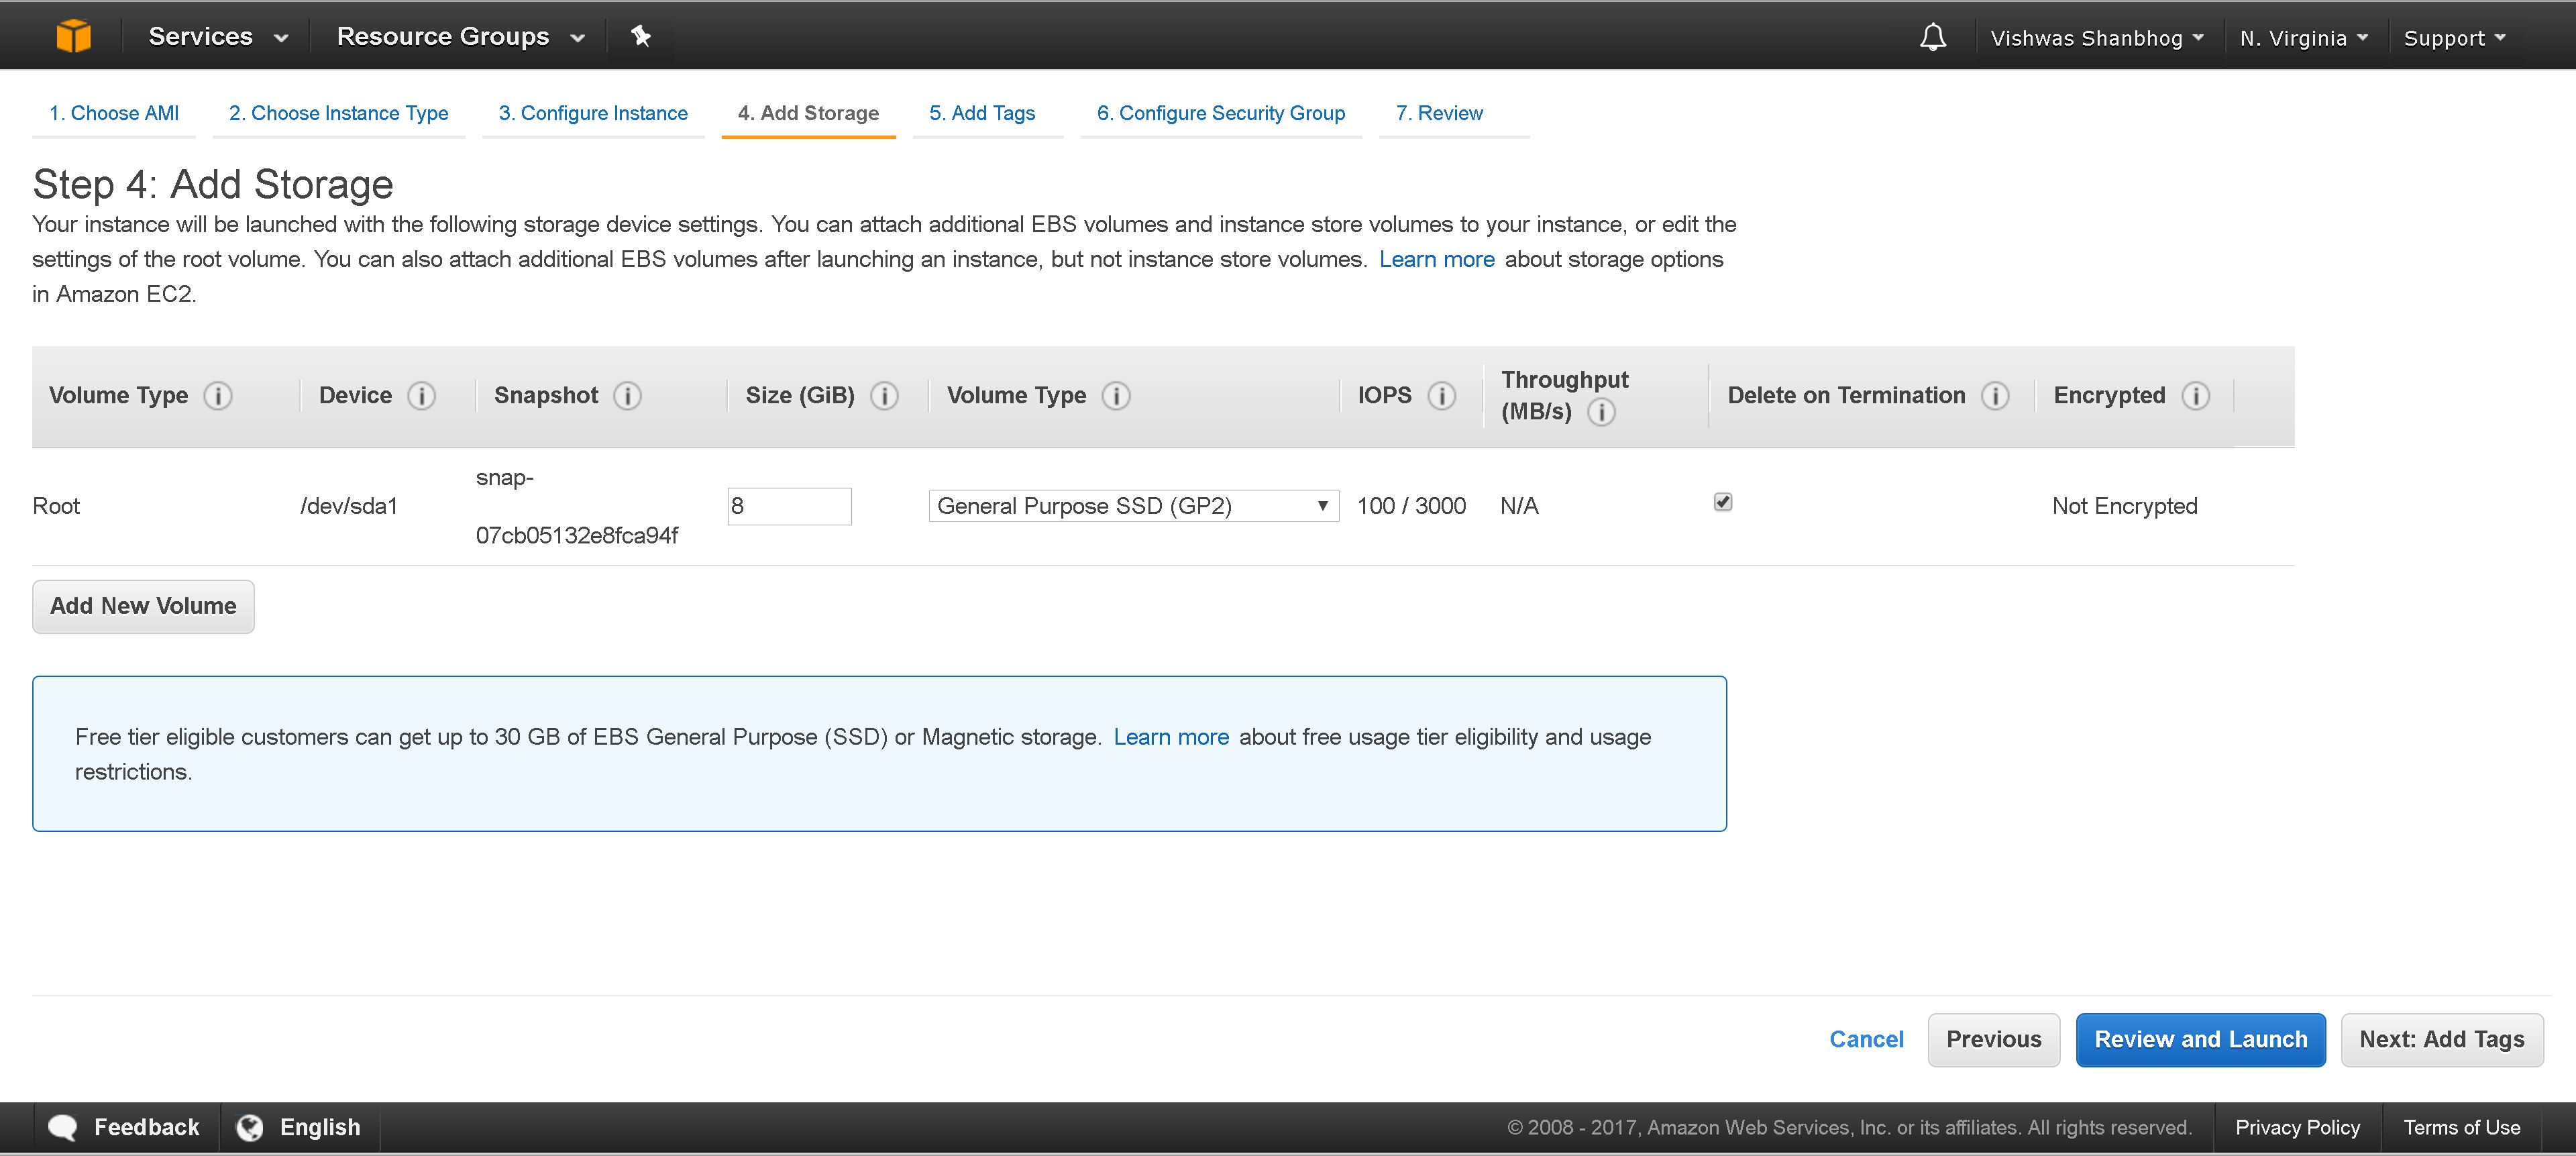 Services Resource Groups Vishwas Shanbhog N. Virginia Support
1. Choose AMI 2. Choose Instance Type 3. Configure Instance 4. Add Storage 5. Add Tags 6. Configure Security Group 7. Review
Step 4: Add Storage
Your instance will be launched with the following storage device settings. You can attach additional EBS volumes and instance store volumes to your instance, or edit the
settings of the root volume. You can also attach additional EBS volumes after launching an instance, but not instance store volumes. Learn more about storage options
in Amazon EC2.
Volume Type i Device i Snapshot i Size (GiB) i Volume Type i IOPS i Throughput (MB/s) i Delete on Termination i Encrypted i
Root /dev/sda1 snap-07cb05132e8fca94f 8 General Purpose SSD (GP2) 100 / 3000 N/A Not Encrypted
Add New Volume
Free tier eligible customers can get up to 30 GB of EBS General Purpose (SSD) or Magnetic storage. Learn more about free usage tier eligibility and usage
restrictions.
Cancel Previous Review and Launch Next: Add Tags
Feedback English © 2008 - 2017, Amazon Web Services, Inc. or its affiliates. All rights reserved. Privacy Policy Terms of Use